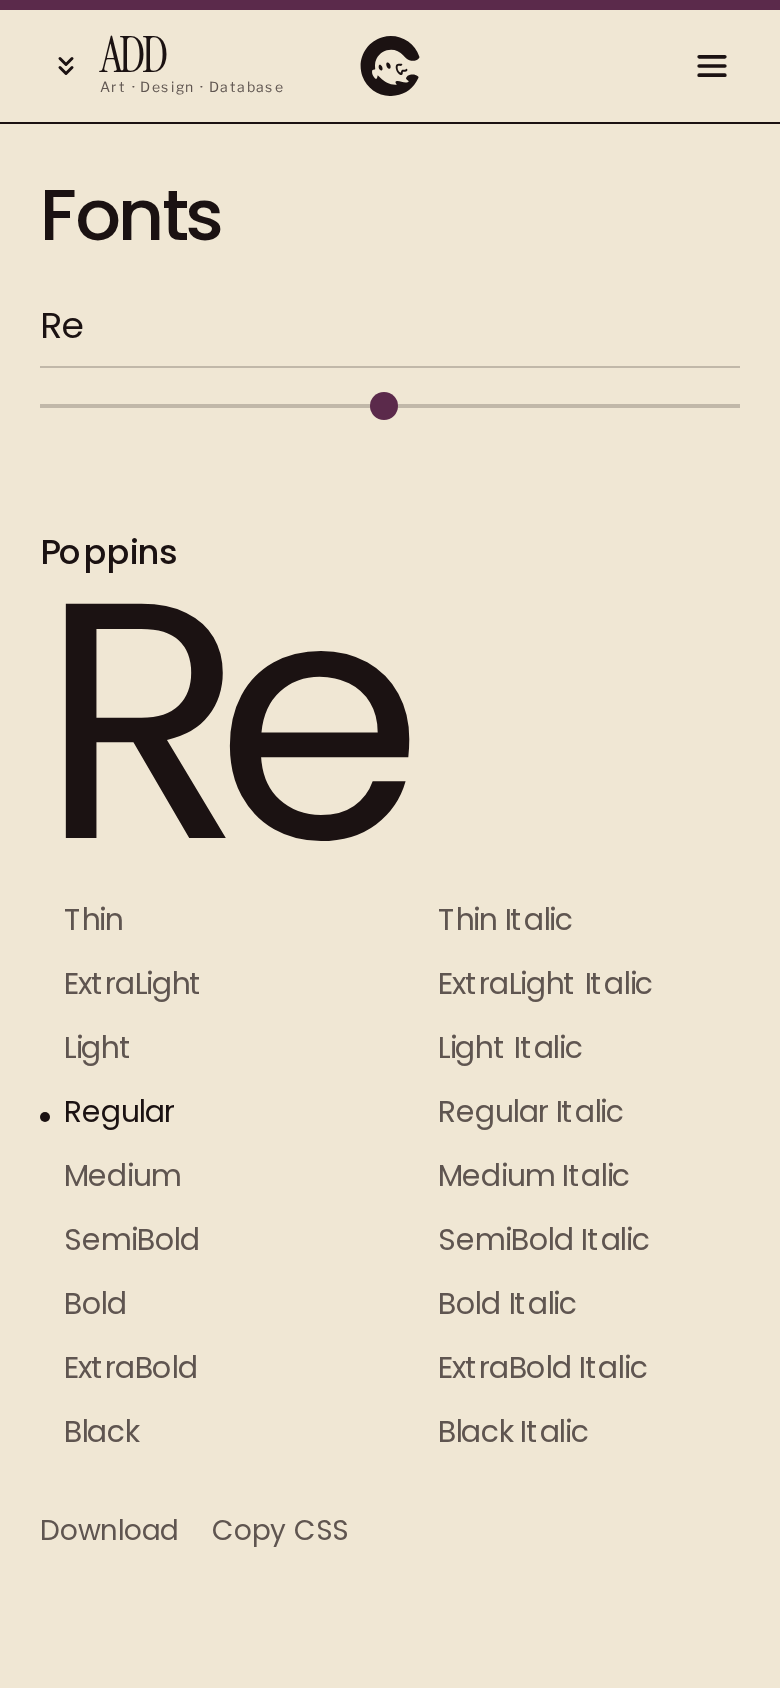 ADD
Art · Design · Database
Fonts
Re
Poppins
Re
Thin
Thin Italic
ExtraLight
ExtraLight Italic
Light
Light Italic
Regular
Regular Italic
Medium
Medium Italic
SemiBold
SemiBold Italic
Bold
Bold Italic
ExtraBold
ExtraBold Italic
Black
Black Italic
Download
Copy CSS